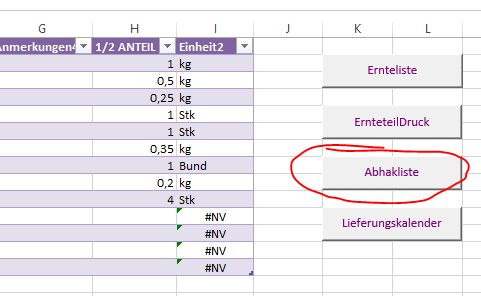 G H I J K L
Anmerkungen4 1/2 ANTEIL Einheit2
1 kg
0,5 kg
0,25 kg
1 Stk
1 Stk
0,35 kg
1 Bund
0,2 kg
4 Stk
#NV
#NV
#NV
#NV
Ernteliste
ErnteteilDruck
Abhakliste
Lieferungskalender